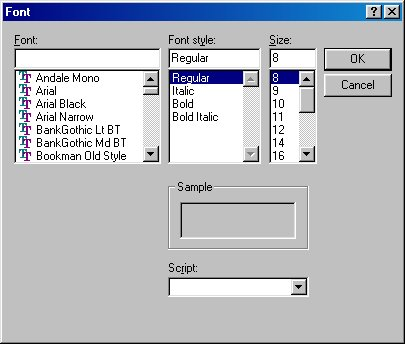 Font
Font: Font style: Size:
Regular 8
OK
Cancel
Andale Mono
Arial
Arial Black
Arial Narrow
BankGothic Lt BT
BankGothic Md BT
Bookman Old Style
Regular
Italic
Bold
Bold Italic
8
9
10
11
12
14
16
Sample
Script: